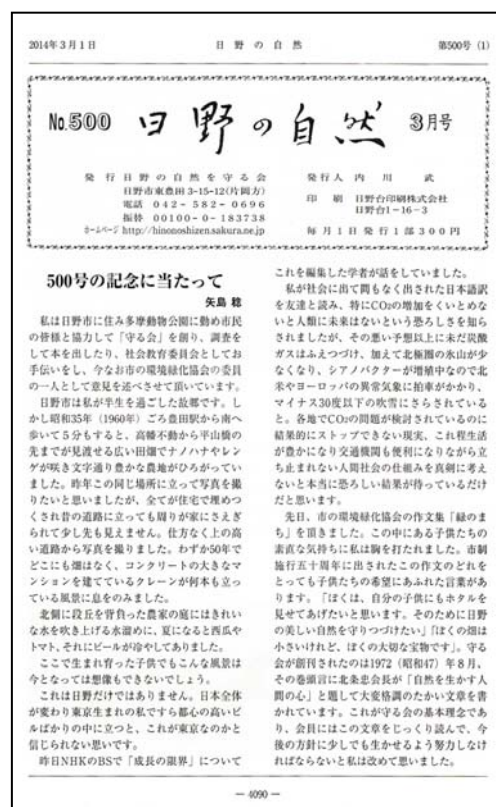 2014年3月1日
日野の自然
第500号 (1)
No.500 日野の自然 3月号
発行 日野の自然を守る会
日野市東豊田3-15-12(片岡方)
電話 042-582-0696
振替 00100-0-183738
ホームページ http://hinonoshizen.sakura.ne.jp
発行人 内川 武
印刷 日野台印刷株式会社
日野台1-16-3
毎月1日発行1部300円
500号の記念に当たって
矢島 稔
私は日野市に住み多摩動物公園に勤め市民
の皆様と協力して「守る会」を創り、調査を
して本を出したり、社会教育委員会としてお
手伝いをし、今なお市の環境緑化協会の委員
の一人として意見を述べさせて頂いています。
日野市は私が半生を過ごした故郷です。し
かし昭和35年（1960年）ごろ豊田駅から南へ
歩いて5分もすると、高幡不動から平山橋の
先までが見渡せる広い田畑でナノハナやレン
ゲが咲き文字通り豊かな農地がひろがってい
ました。昨年この同じ場所に立って写真を撮
りたいと思いましたが、全てが住宅で埋めつ
くされ昔の道路に立っても周りが家にさえぎ
られて少し先も見えません。仕方なく上の高
い道路から写真を撮りました。わずか50年で
どこにも畑はなく、コンクリートの大きなマ
ンションを建てているクレーンが何本も立っ
ている風景に息をのみました。
北側に段丘を背負った農家の庭にはきれい
な水を吹き上げる水溜めに、夏になると西瓜や
トマト、それにビールが冷やしてありました。
ここで生まれ育った子供でもこんな風景は
今となっては想像もできないでしょう。
これは日野だけではありません。日本全体
が変わり東京生まれの私ですら都心の高いビ
ルばかりの中に立つと、これが東京なのかと
信じられない思いです。
昨日NHKのBSで「成長の限界」について
これを編集した学者が話をしていました。
私が社会に出て間もなく出された日本語訳
を友達と読み、特にCO2の増加をくいとめな
いと人類に未来はないという恐ろしさを知ら
されましたが、その悪い予想以上に未だ炭酸
ガスはふえつづけ、加えて北極圏の氷山が少
なくなり、シアノバクターが増殖中なので北
米やヨーロッパの異常気象に拍車がかかり、
マイナス30度以下の吹雪にさらされている
と。各地でCO2の問題が検討されているのに
結果的にストップできない現実、これ程生活
が豊かになり交通機関も便利になりながら立
ち止まれない人間社会の仕組みを真剣に考え
ないと本当に恐ろしい結果が待っているだけ
だと思います。
先日、市の環境緑化協会の作文集「緑のま
ち」を頂きました。この中にある子供たちの
素直な気持ちに私は胸を打たれました。市制
施行五十周年に出されたこの作文のどれを
とっても子供たちの希望にあふれた言葉があ
ります。「ぼくは、自分の子供にもホタルを
見せてあげたいと思います。そのために日野
の美しい自然を守りつづけたい」「ぼくの畑は
小さいけれど、ぼくの大切な宝物です」。守る
会が創刊されたのは1972（昭和47）年8月、
その巻頭言に北条忠会長が「自然を生かす人
間の心」と題して大変格調のたかい文章を書
かれています。これが守る会の基本理念であ
り、会員にはこの文章をじっくり読んで、今
後の方針に少しでも生かせるよう努力しなけ
ればならないと私は改めて思いました。
― 4090 ―